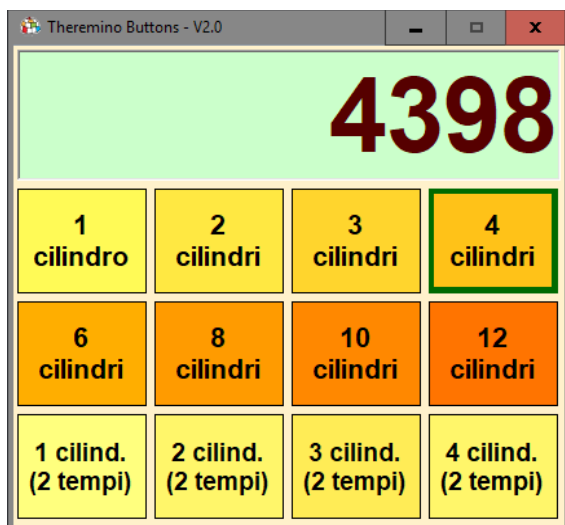 Theremino Buttons - V2.0
4398
1
cilindro
2
cilindri
3
cilindri
4
cilindri
6
cilindri
8
cilindri
10
cilindri
12
cilindri
1 cilind.
(2 tempi)
2 cilind.
(2 tempi)
3 cilind.
(2 tempi)
4 cilind.
(2 tempi)